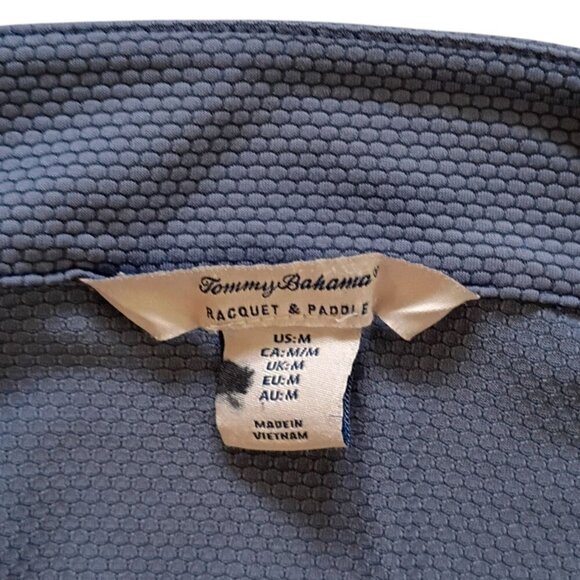 Tommy Bahama®
RACQUET & PADDLE
US:M
CA:M/M
UK:M
EU:M
AU:M
MADE IN
VIETNAM